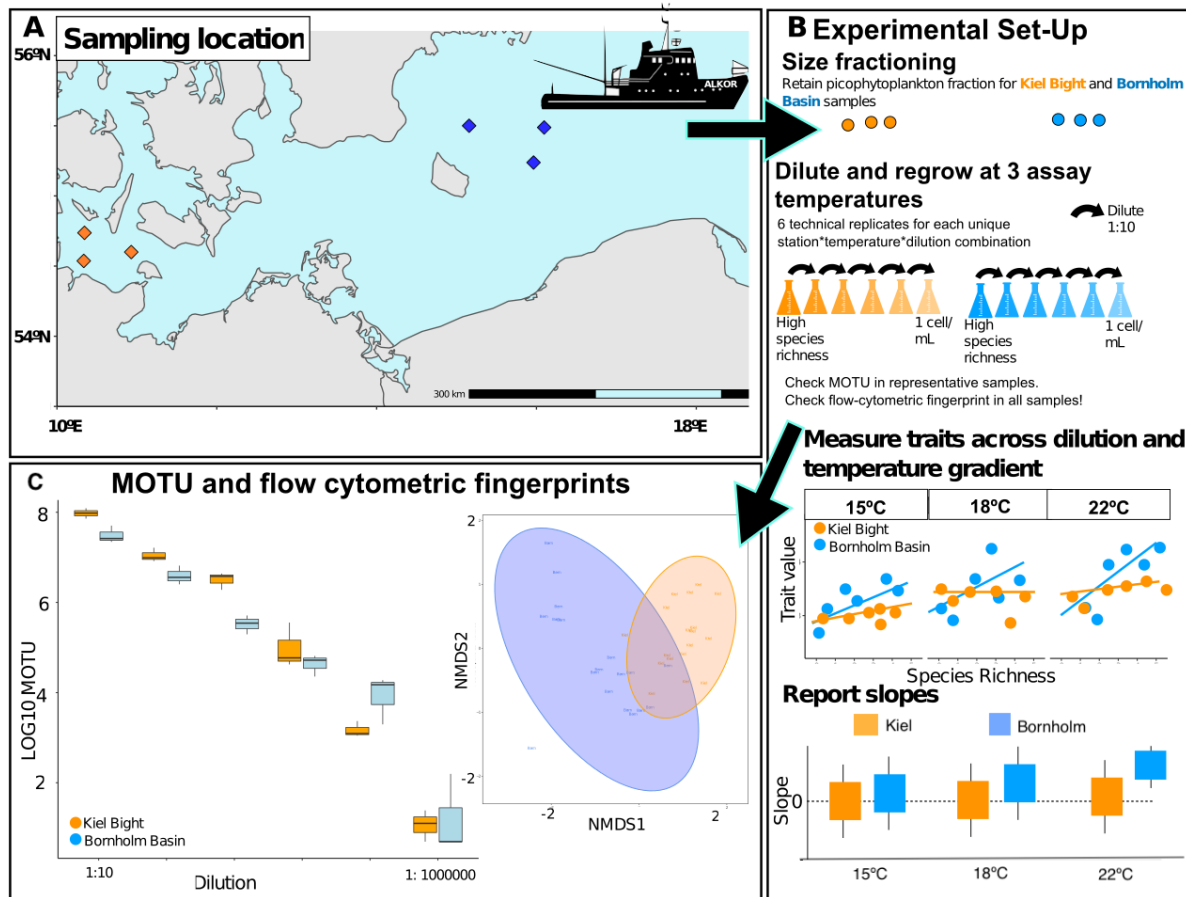 A
Sampling location
56ºN
54ºN
10ºE
18ºE
300 km
ALKOR
B Experimental Set-Up
Size fractioning
Retain picophytoplankton fraction for Kiel Bight and Bornholm
Basin samples
Dilute and regrow at 3 assay
temperatures
6 technical replicates for each unique
station*temperature*dilution combination
Dilute
1:10
High
species
richness
1 cell/
mL
High
species
richness
1 cell/
mL
Check MOTU in representative samples.
Check flow-cytometric fingerprint in all samples!
Measure traits across dilution and
temperature gradient
15ºC
18ºC
22ºC
Kiel Bight
Bornholm Basin
Trait value
Species Richness
Report slopes
Kiel
Bornholm
Slope
0
15ºC
18ºC
22ºC
C
MOTU and flow cytometric fingerprints
LOG10 MOTU
8
6
4
2
Kiel Bight
Bornholm Basin
1:10
Dilution
1: 1000000
NMDS2
2
-2
-2
2
NMDS1